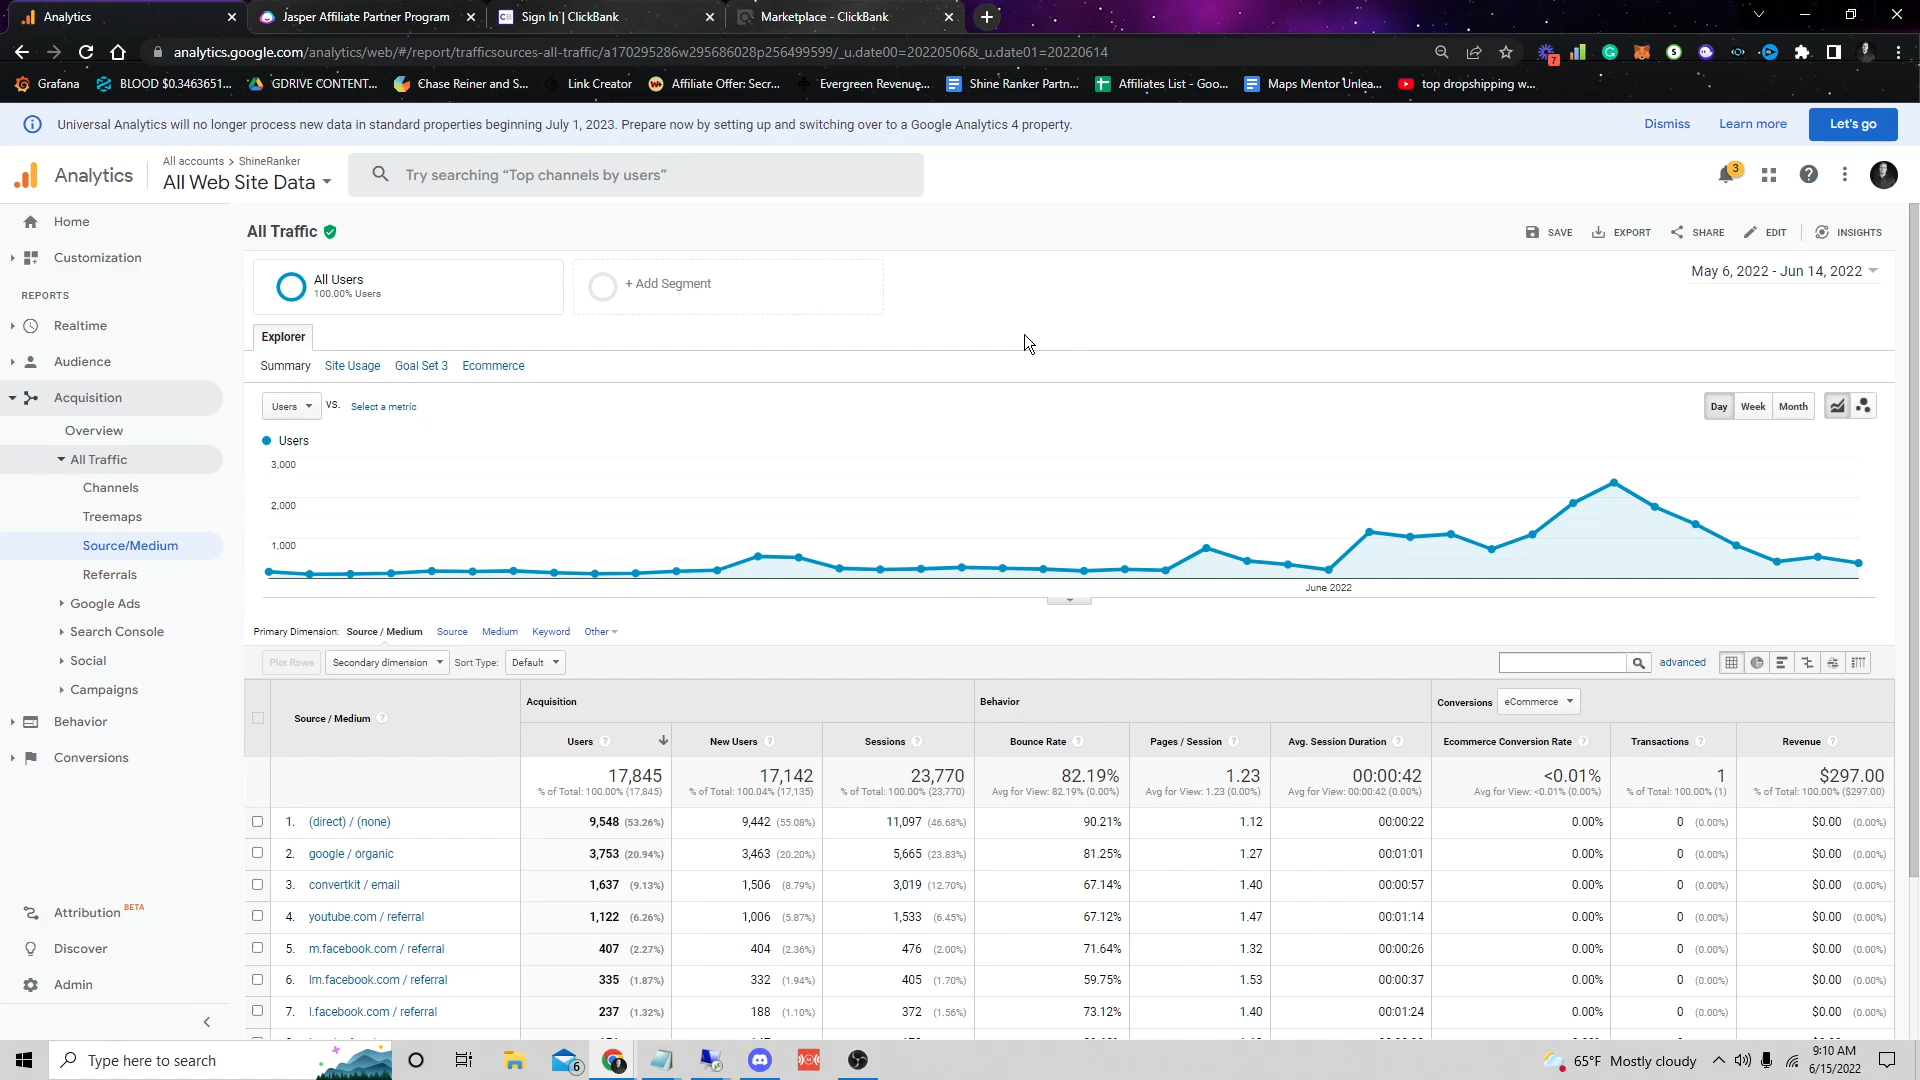 Analytics
Jasper Affiliate Partner Program
Sign In | ClickBank
Marketplace - ClickBank
analytics.google.com/analytics/web/#/report/trafficsources-all-traffic/a170295286w295686028p256499599/_u.date00=20220506&_u.date01=20220614
7
Grafana
BLOOD $0.3463651...
GDRIVE CONTENT...
Chase Reiner and S...
Link Creator
Affiliate Offer: Secr...
Evergreen Revenue,...
Shine Ranker Partn...
Affiliates List - Goo...
Maps Mentor Unlea...
top dropshipping w...
Universal Analytics will no longer process new data in standard properties beginning July 1, 2023. Prepare now by setting up and switching over to a Google Analytics 4 property.
Dismiss
Learn more
Let's go
Analytics
All accounts > ShineRanker
All Web Site Data
Try searching “Top channels by users”
3
Home
Customization
REPORTS
Realtime
Audience
Acquisition
Overview
All Traffic
Channels
Treemaps
Source/Medium
Referrals
Google Ads
Search Console
Social
Campaigns
Behavior
Conversions
Attribution BETA
Discover
Admin
All Traffic
SAVE EXPORT SHARE EDIT INSIGHTS
All Users
100.00% Users
+ Add Segment
May 6, 2022 - Jun 14, 2022
Explorer
Summary Site Usage Goal Set 3 Ecommerce
Users VS. Select a metric
Day Week Month
Users
3,000
2,000
1,000
June 2022
Primary Dimension: Source / Medium Source Medium Keyword Other
Plot Rows Secondary dimension Sort Type: Default
advanced
Acquisition Behavior Conversions eCommerce
Source / Medium ? Users ? New Users ? Sessions ? Bounce Rate ? Pages / Session ? Avg. Session Duration ? Ecommerce Conversion Rate ? Transactions ? Revenue ?
17,845 17,142 23,770 82.19% 1.23 00:00:42 <0.01% 1 $297.00
% of Total: 100.00% (17,845) % of Total: 100.04% (17,135) % of Total: 100.00% (23,770) Avg for View: 82.19% (0.00%) Avg for View: 1.23 (0.00%) Avg for View: 00:00:42 (0.00%) Avg for View: <0.01% (0.00%) % of Total: 100.00% (1) % of Total: 100.00% ($297.00)
1. (direct) / (none) 9,548 (53.26%) 9,442 (55.08%) 11,097 (46.68%) 90.21% 1.12 00:00:22 0.00% 0 (0.00%) $0.00 (0.00%)
2. google / organic 3,753 (20.94%) 3,463 (20.20%) 5,665 (23.83%) 81.25% 1.27 00:01:01 0.00% 0 (0.00%) $0.00 (0.00%)
3. convertkit / email 1,637 (9.13%) 1,506 (8.79%) 3,019 (12.70%) 67.14% 1.40 00:00:57 0.00% 0 (0.00%) $0.00 (0.00%)
4. youtube.com / referral 1,122 (6.26%) 1,006 (5.87%) 1,533 (6.45%) 67.12% 1.47 00:01:14 0.00% 0 (0.00%) $0.00 (0.00%)
5. m.facebook.com / referral 407 (2.27%) 404 (2.36%) 476 (2.00%) 71.64% 1.32 00:00:26 0.00% 0 (0.00%) $0.00 (0.00%)
6. lm.facebook.com / referral 335 (1.87%) 332 (1.94%) 405 (1.70%) 59.75% 1.53 00:00:37 0.00% 0 (0.00%) $0.00 (0.00%)
7. l.facebook.com / referral 237 (1.32%) 188 (1.10%) 372 (1.56%) 73.12% 1.40 00:01:24 0.00% 0 (0.00%) $0.00 (0.00%)
Type here to search
6
65°F Mostly cloudy
9:10 AM
6/15/2022